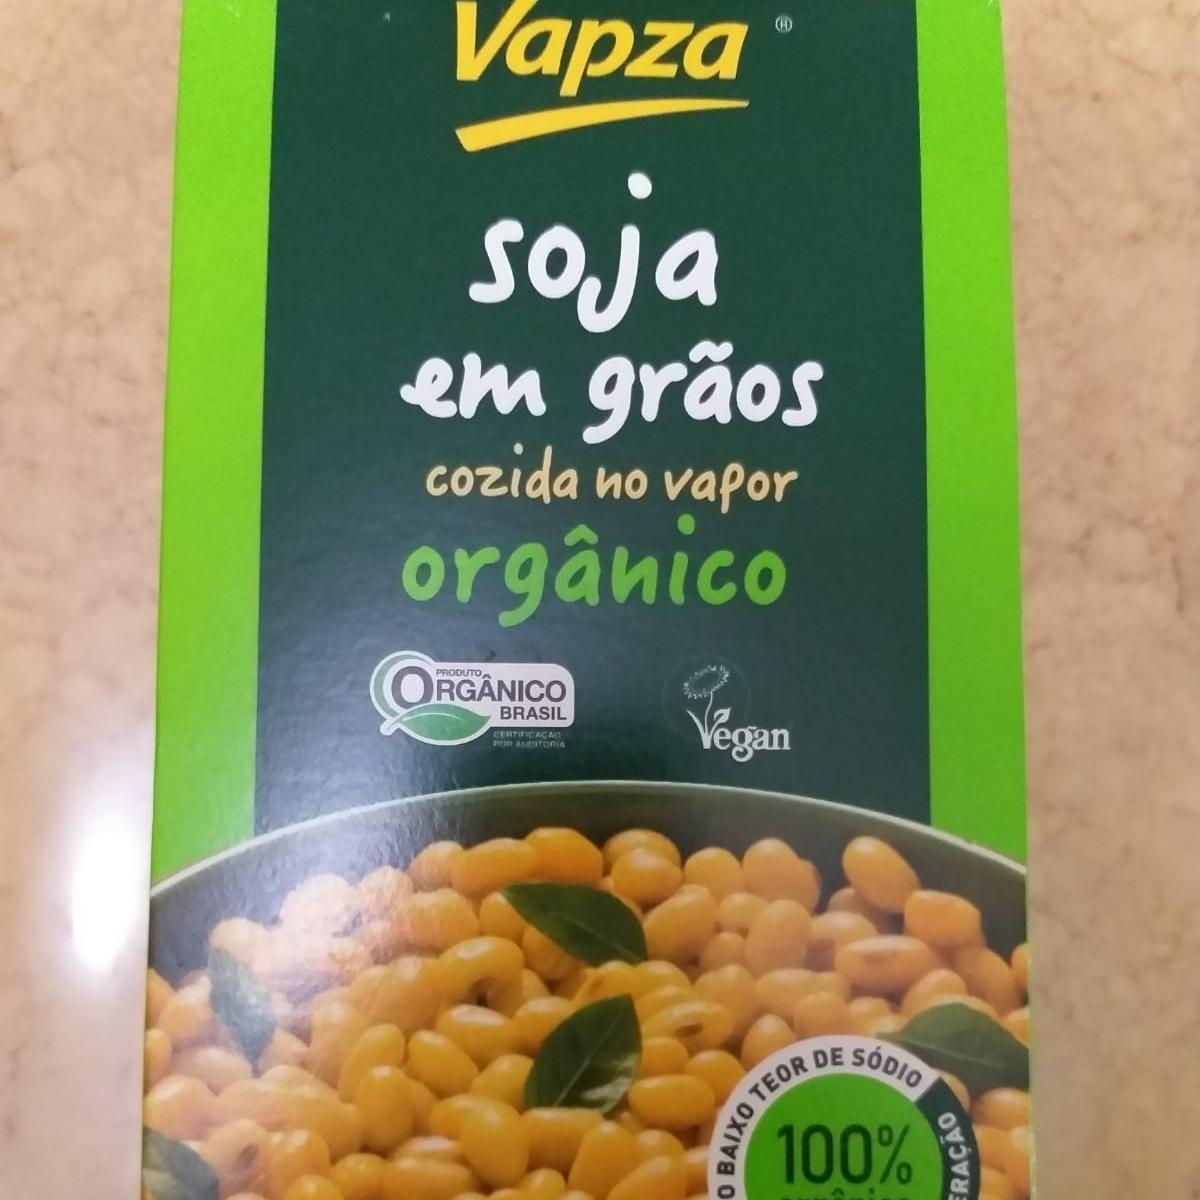 Vapza ®
soja
em grãos
cozida no vapor
orgânico
PRODUTO
ORGÂNICO
BRASIL
CERTIFICAÇÃO
POR AUDITORIA
Vegan
BAIXO TEOR DE SÓDIO
100%